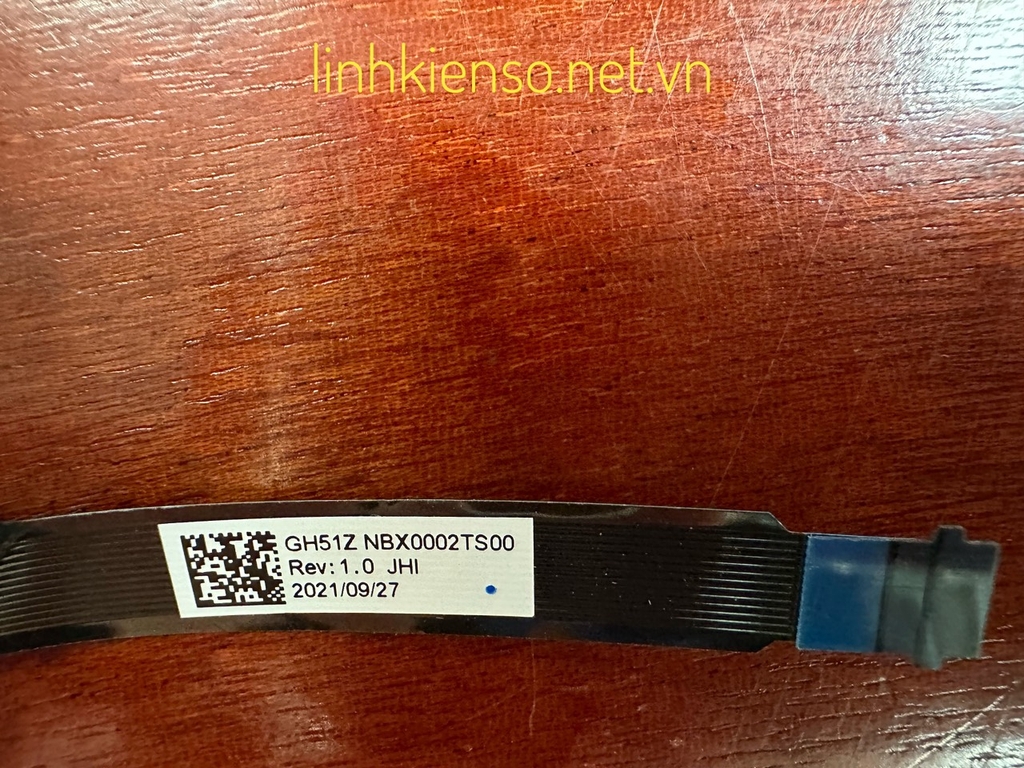 linhkienso.net.vn
GH51Z NBX0002TS00
Rev: 1.0 JHI
2021/09/27